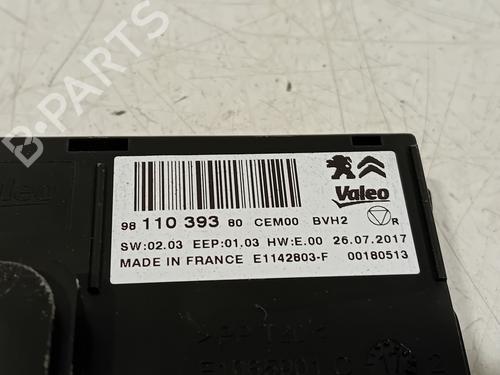 Valeo
98 110 393 80 CEM00 BVH2 R
SW:02.03 EEP:01.03 HW:E.00 26.07.2017
MADE IN FRANCE E1142803-F 00180513